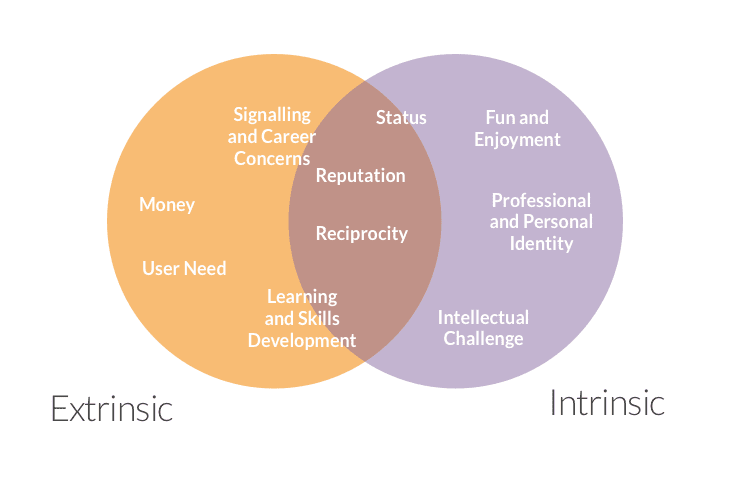 Signalling
and Career
Concerns
Status
Fun and
Enjoyment
Reputation
Money
Professional
and Personal
Identity
Reciprocity
User Need
Learning
and Skills
Development
Intellectual
Challenge
Extrinsic
Intrinsic